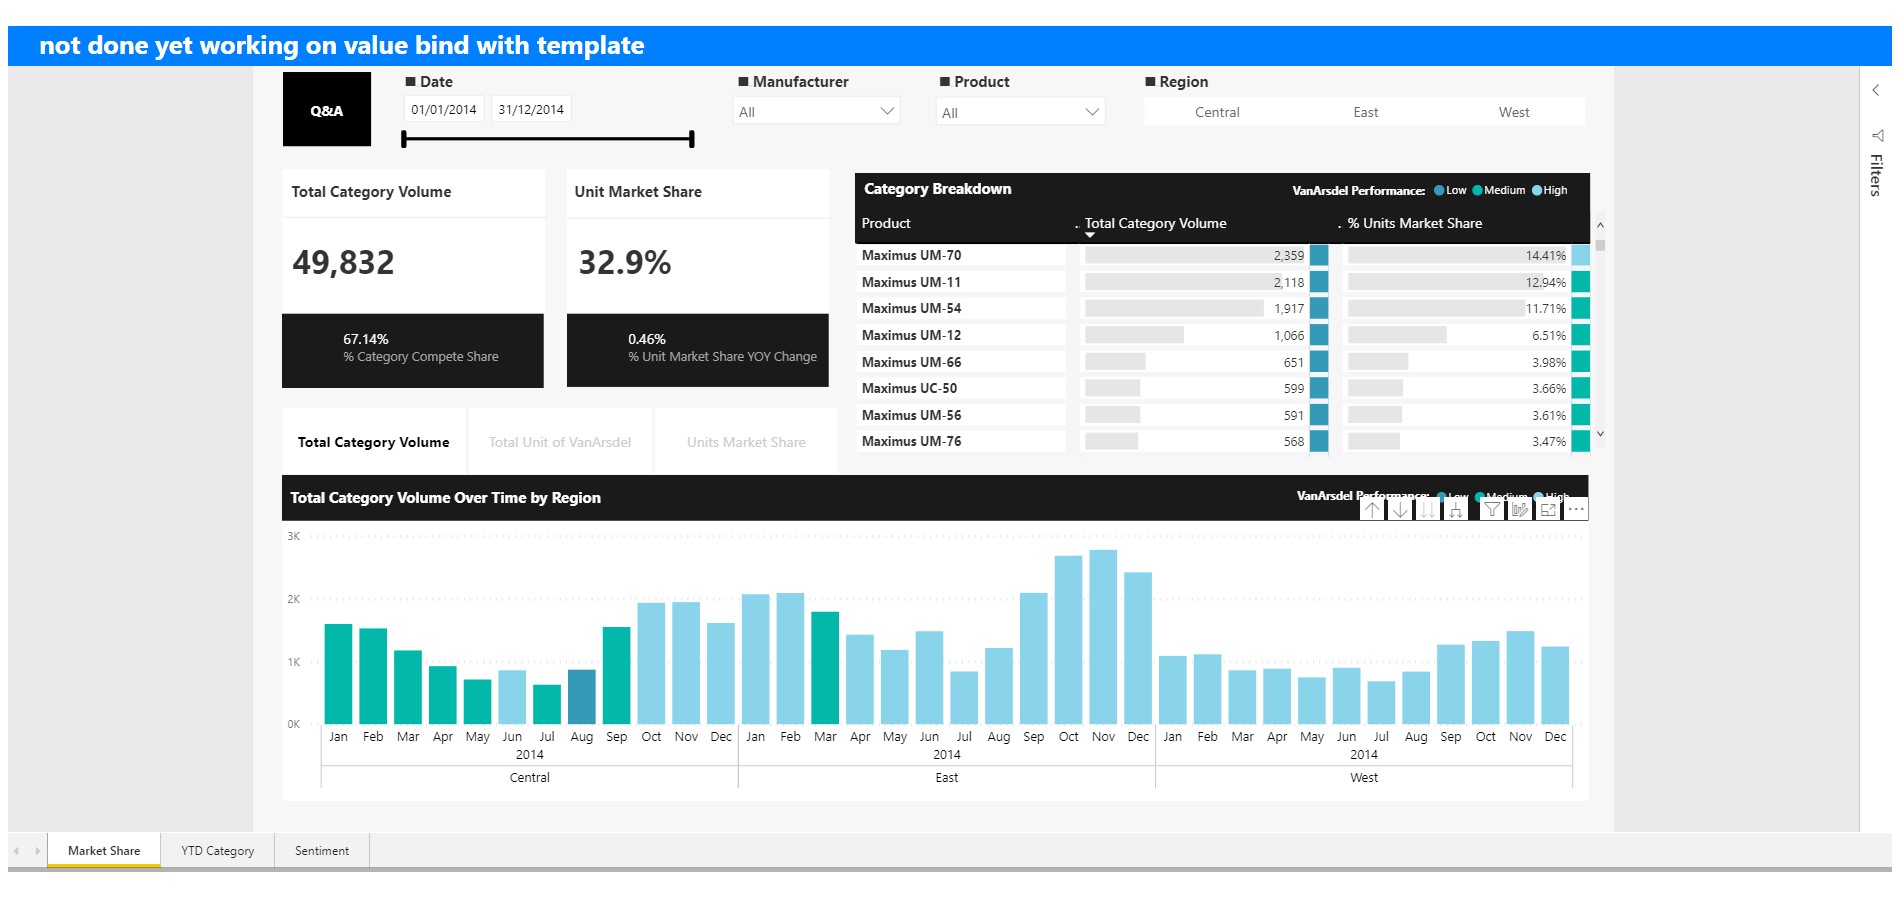 not done yet working on value bind with template
Q&A
Date
01/01/2014 31/12/2014
Manufacturer
All
Product
All
Region
Central East West
Filters
Total Category Volume
49,832
67.14%
% Category Compete Share
Unit Market Share
32.9%
0.46%
% Unit Market Share YOY Change
Category Breakdown VanArsdel Performance: Low Medium High
Product .. Total Category Volume . % Units Market Share
Maximus UM-70 2,359 14.41%
Maximus UM-11 2,118 12.94%
Maximus UM-54 1,917 11.71%
Maximus UM-12 1,066 6.51%
Maximus UM-66 651 3.98%
Maximus UC-50 599 3.66%
Maximus UM-56 591 3.61%
Maximus UM-76 568 3.47%
Total Category Volume Total Unit of VanArsdel Units Market Share
Total Category Volume Over Time by Region VanArsdel Performance: Low Medium High
3K
2K
1K
0K
Jan Feb Mar Apr May Jun Jul Aug Sep Oct Nov Dec Jan Feb Mar Apr May Jun Jul Aug Sep Oct Nov Dec Jan Feb Mar Apr May Jun Jul Aug Sep Oct Nov Dec
2014 2014 2014
Central East West
Market Share YTD Category Sentiment